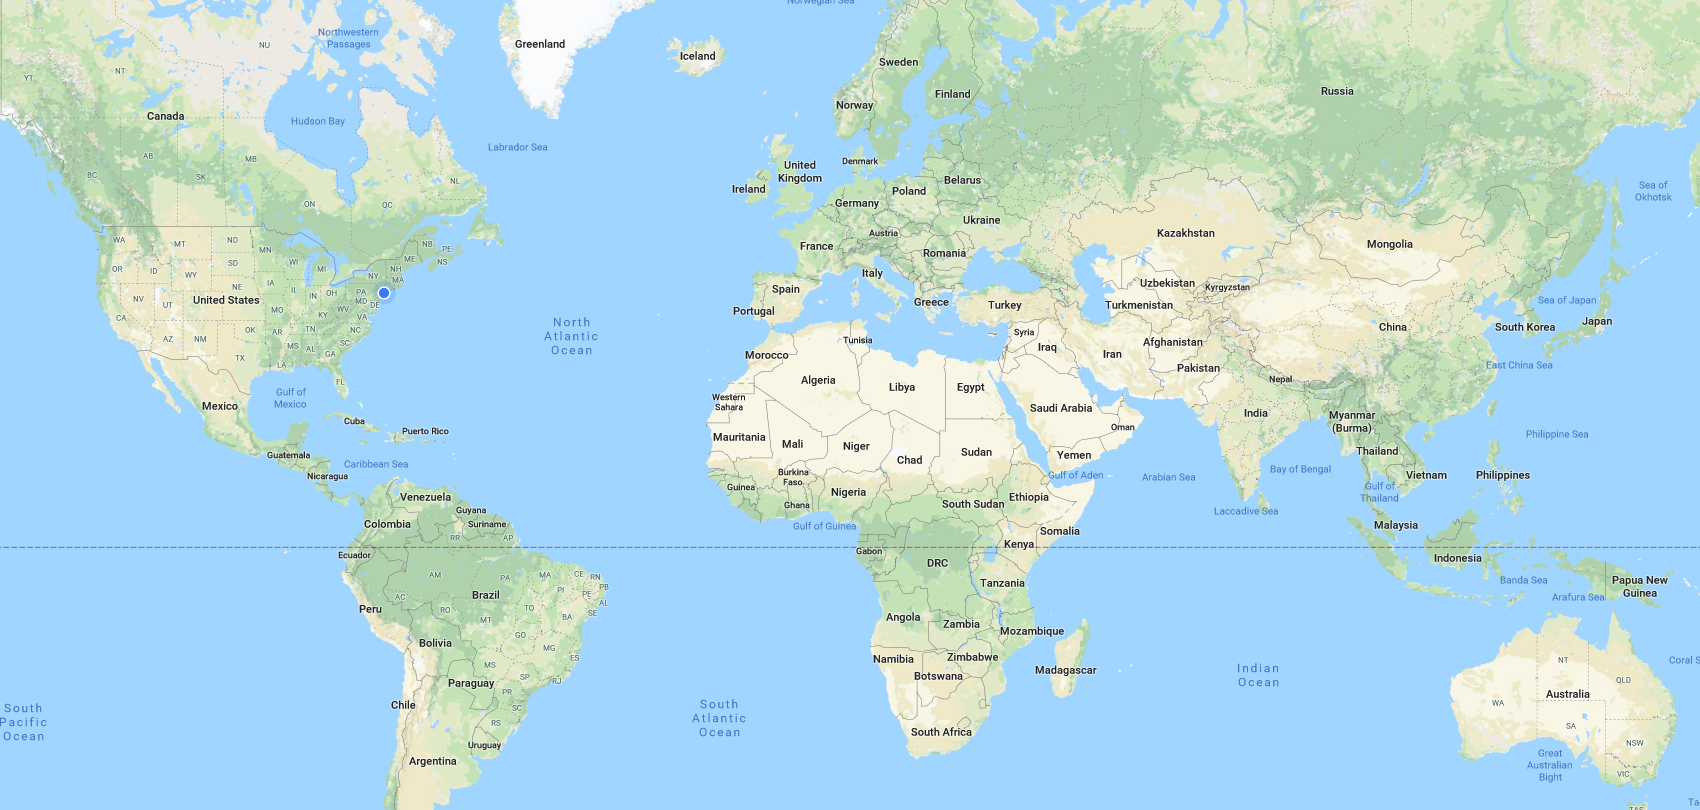 Norwegian Sea
Northwestern
Passages
NU
Greenland
Iceland
Sweden
NT
YT
Finland
Russia
Norway
Canada
Hudson Bay
Labrador Sea
AB
MB
BC
SK
NL
ON
QC
United
Kingdom
Denmark
Ireland
Belarus
Poland
Germany
Sea of
Okhotsk
Ukraine
Austria
France
Romania
Kazakhstan
Mongolia
WA
MT
ND
MN
NB
PE
NS
OR
ID
WY
SD
WI
MI
NY
NH
MA
Italy
Spain
Portugal
Greece
Turkey
Uzbekistan
Kyrgyzstan
Turkmenistan
NV
UT
United States
NE
IA
IL
IN
OH
PA
MD
DE
CA
MO
KY
WV
VA
AZ
NM
OK
AR
TN
NC
TX
MS
AL
SC
GA
LA
FL
Sea of Japan
South Korea
Japan
China
East China Sea
North
Atlantic
Ocean
Tunisia
Syria
Iraq
Iran
Afghanistan
Pakistan
Nepal
Morocco
Algeria
Libya
Egypt
Western
Sahara
Saudi Arabia
Oman
India
Myanmar
(Burma)
Gulf of
Mexico
Mexico
Cuba
Puerto Rico
Guatemala
Caribbean Sea
Nicaragua
Mauritania
Mali
Niger
Chad
Sudan
Yemen
Gulf of Aden
Arabian Sea
Bay of Bengal
Thailand
Philippine Sea
Vietnam
Philippines
Gulf of
Thailand
Burkina
Faso
Guinea
Ghana
Nigeria
South Sudan
Ethiopia
Laccadive Sea
Venezuela
Guyana
Suriname
Colombia
Gulf of Guinea
Somalia
Malaysia
RR
AP
Ecuador
Gabon
Kenya
DRC
Indonesia
AM
PA
MA
CE
RN
PB
PE
AL
SE
PI
Tanzania
Banda Sea
Papua New
Guinea
Arafura Sea
AC
Brazil
Peru
RO
TO
BA
MT
Angola
Zambia
Mozambique
Bolivia
GO
MG
ES
MS
Namibia
Zimbabwe
Botswana
Madagascar
Indian
Ocean
NT
Coral S
QLD
Paraguay
PR
RJ
Chile
SC
RS
WA
Australia
South
Pacific
Ocean
South
Atlantic
Ocean
South Africa
SA
NSW
Uruguay
Argentina
Great
Australian
Bight
VIC
Ta
TAS